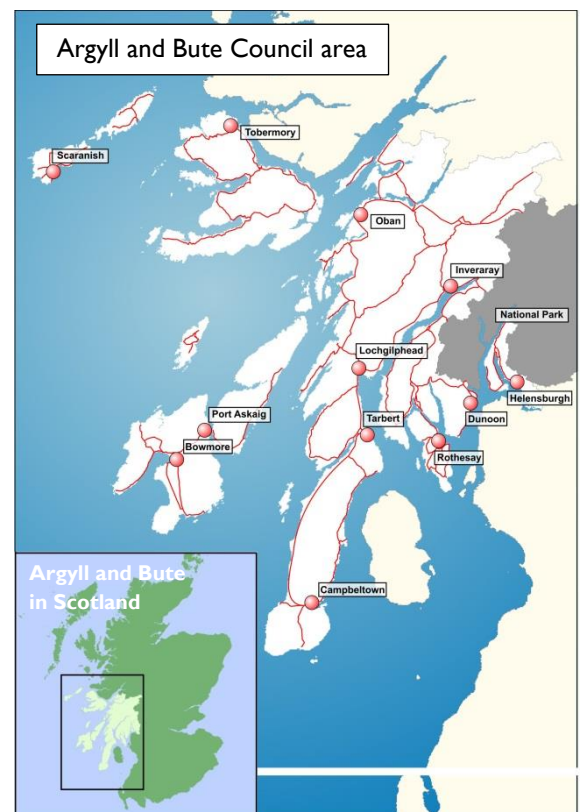 Argyll and Bute Council area
Tobermory
Scaranish
Oban
Inveraray
National Park
Lochgilphead
Helensburgh
Port Askaig
Tarbert
Dunoon
Bowmore
Rothesay
Argyll and Bute
in Scotland
Campbeltown